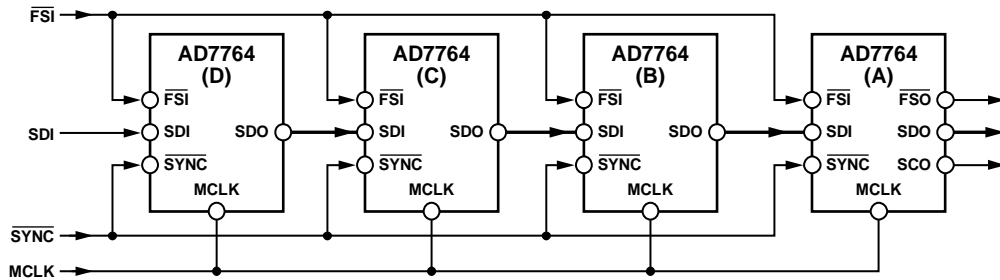 FSI
AD7764
(D)
AD7764
(C)
AD7764
(B)
AD7764
(A)
FSI
FSI
FSI
FSI
FSO
SDI
SDI
SDO
SDI
SDO
SDI
SDO
SDI
SDO
SYNC
SYNC
SYNC
SYNC
SCO
MCLK
MCLK
MCLK
MCLK
SYNC
MCLK